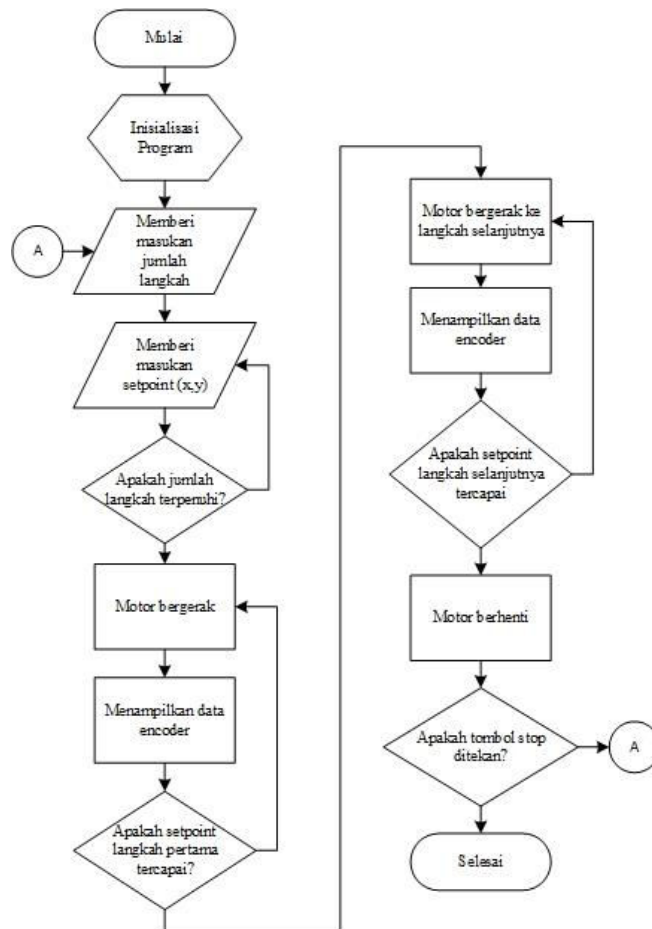 Mulai
Inisialisasi
Program
A
Memberi
masukan
jumlah
langkah
Memberi
masukan
setpoint (x,y)
Apakah jumlah
langkah terpenuhi?
Motor bergerak
Menampilkan data
encoder
Apakah setpoint
langkah pertama
tercapai?
Motor bergerak ke
langkah selanjutnya
Menampilkan data
encoder
Apakah setpoint
langkah selanjutnya
tercapai
Motor berhenti
Apakah tombol stop
ditekan?
A
Selesai